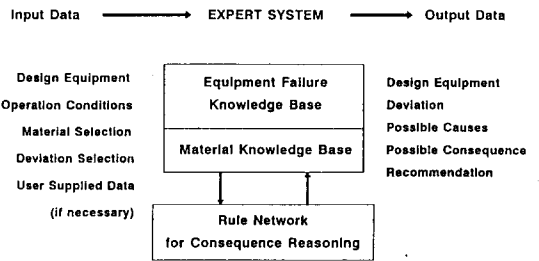 Input Data EXPERT SYSTEM Output Data
Design Equipment
Operation Conditions
Material Selection
Deviation Selection
User Supplied Data
(if necessary)
Equipment Failure
Knowledge Base
Material Knowledge Base
Rule Network
for Consequence Reasoning
Design Equipment
Deviation
Possible Causes
Possible Consequence
Recommendation